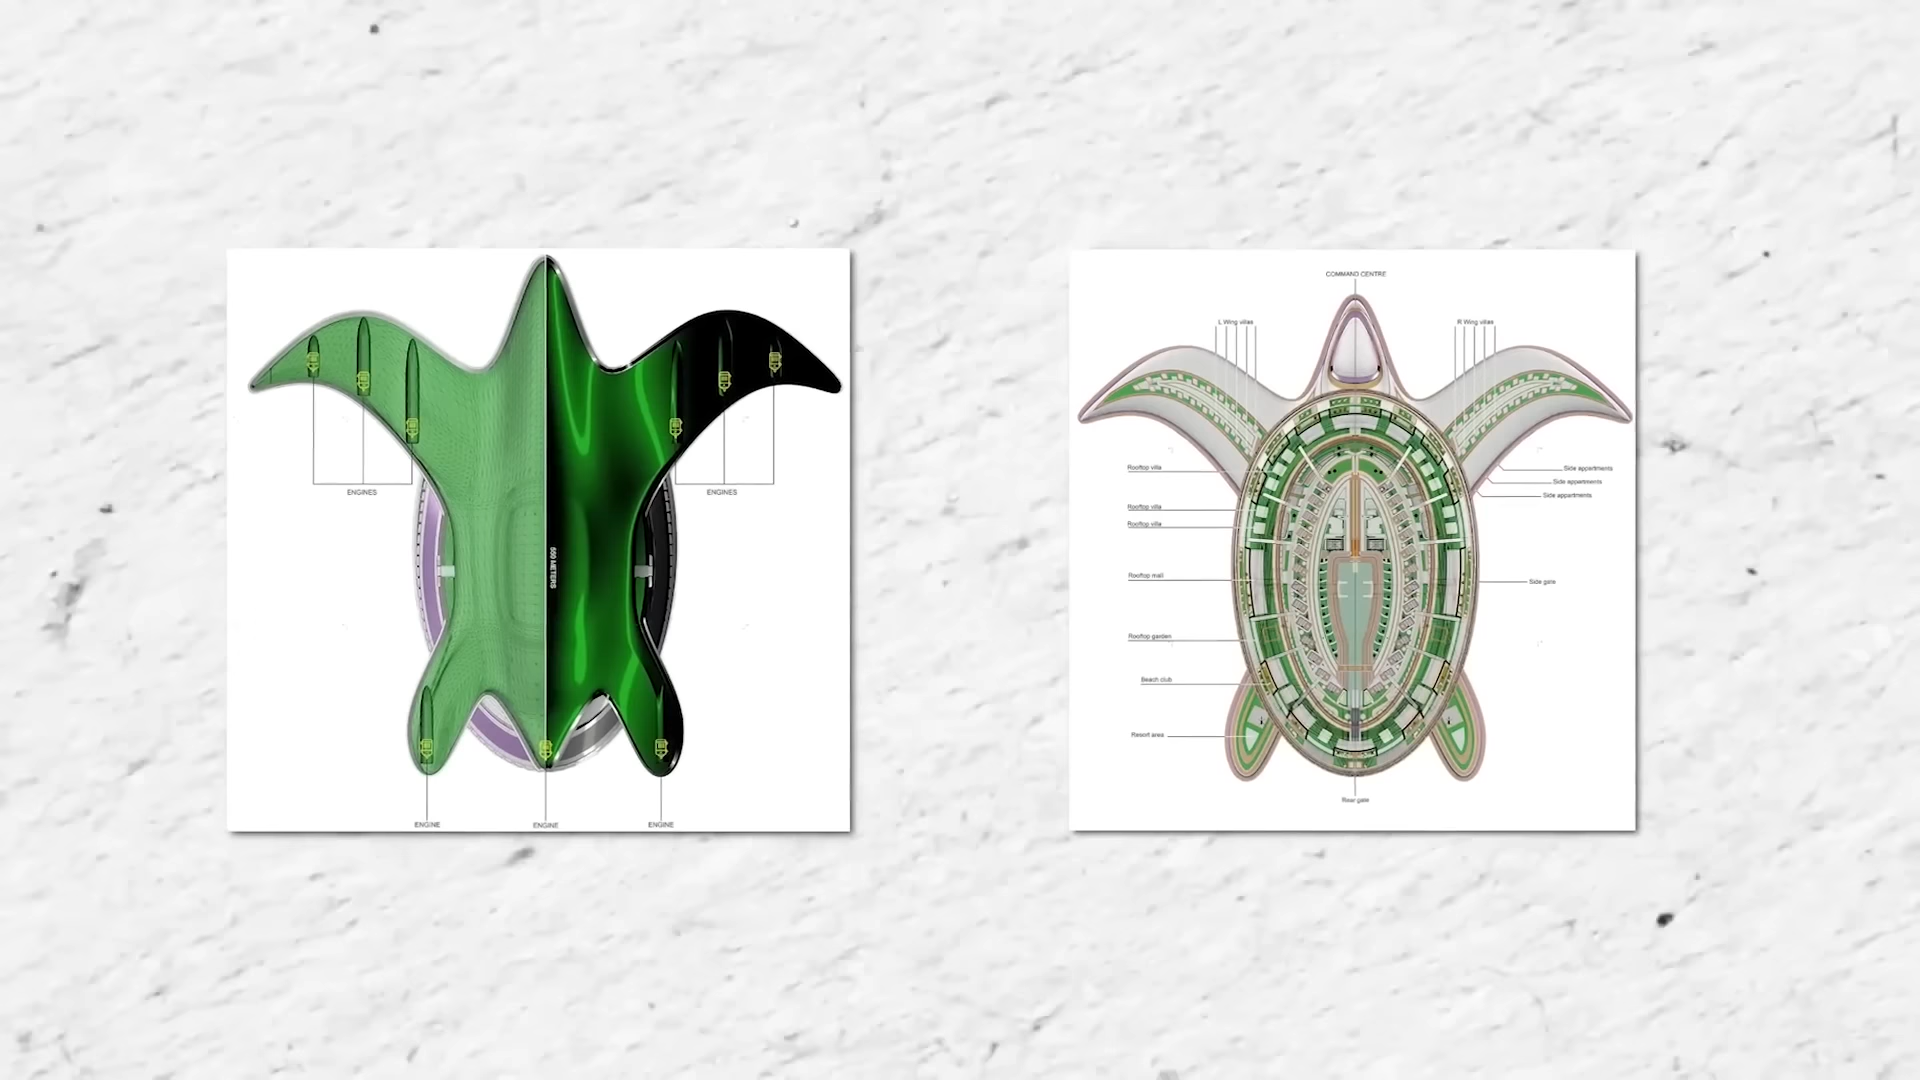 ENGINES
ENGINES
550 METERS
ENGINE
ENGINE
ENGINE
COMMAND CENTRE
L Wing villas
R Wing villas
Rooftop villa
Side appartments
Side appartments
Side appartments
Rooftop villa
Rooftop villa
Rooftop mall
Side gate
Rooftop garden
Beach club
Resort area
Rear gate